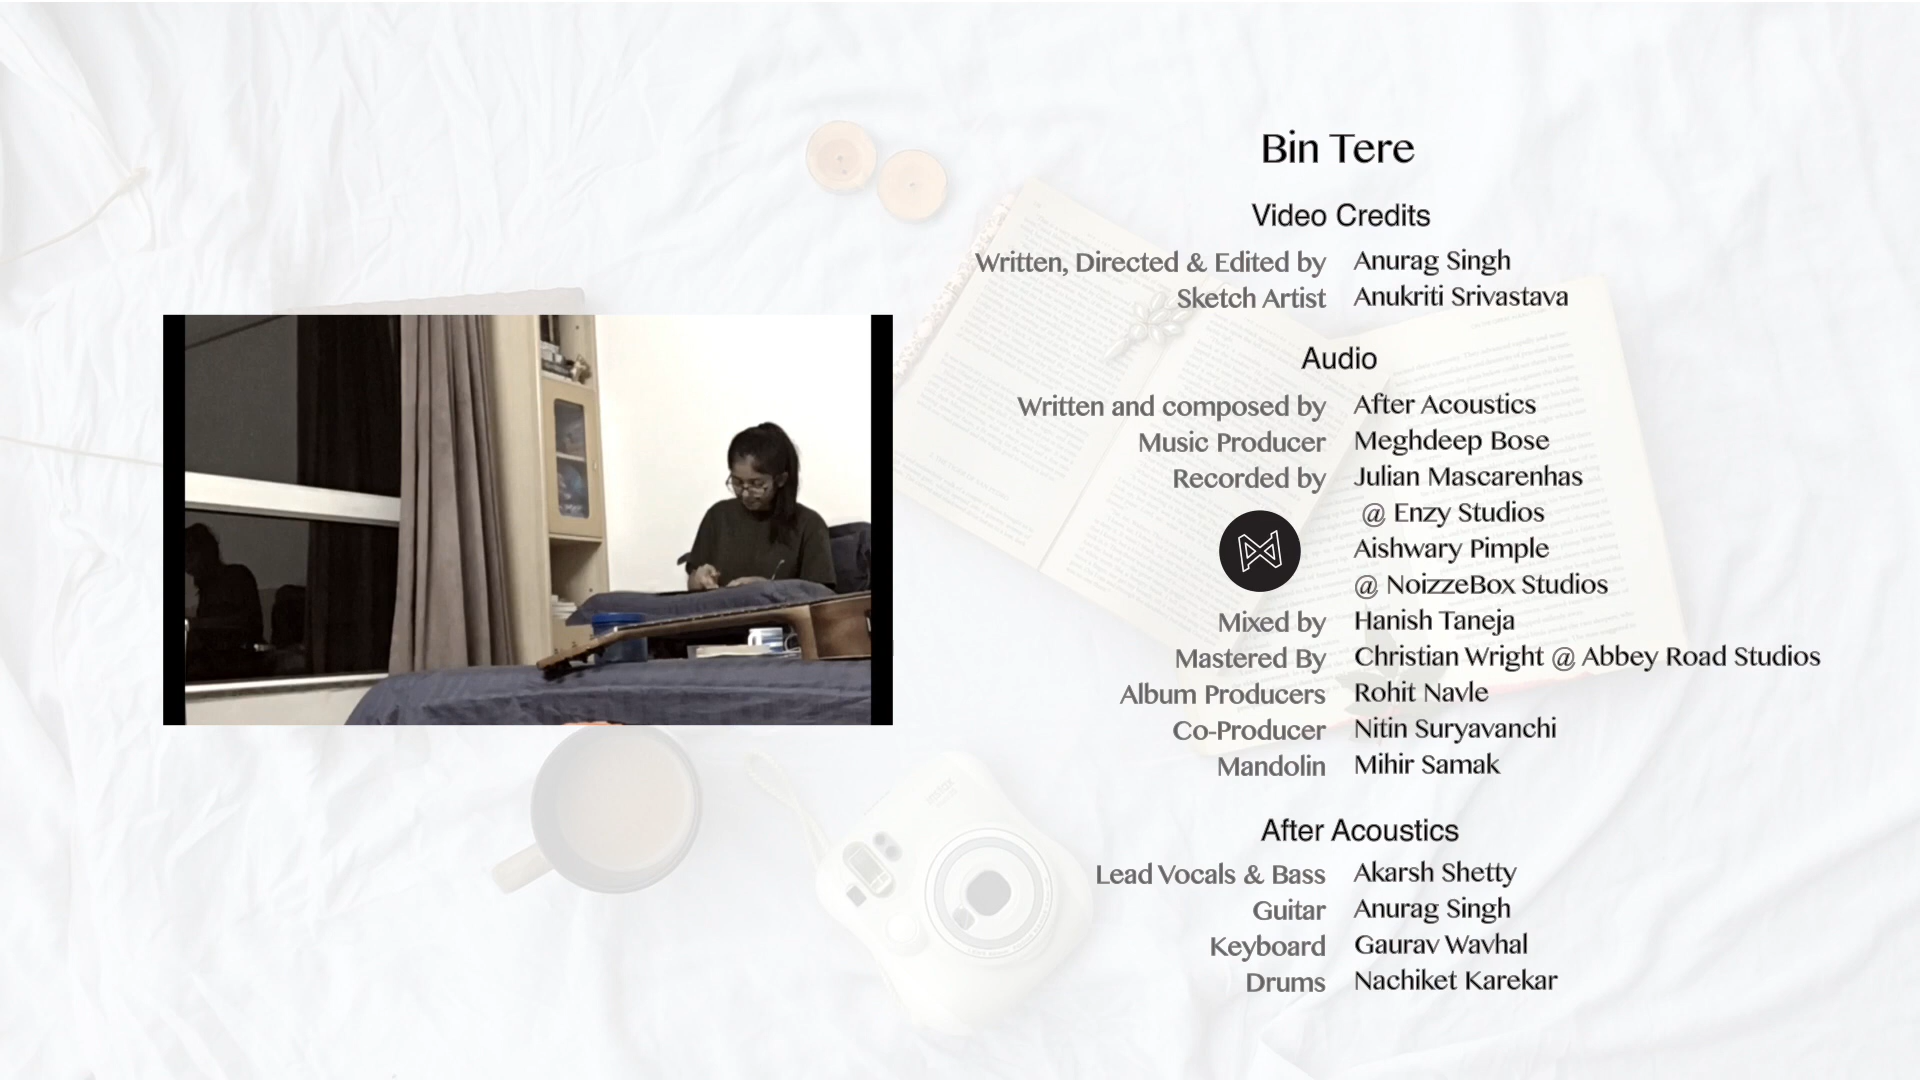 Bin Tere
Video Credits
Written, Directed & Edited by Anurag Singh
Sketch Artist Anukriti Srivastava
Audio
Written and composed by After Acoustics
Music Producer Meghdeep Bose
Recorded by Julian Mascarenhas
@ Enzy Studios
Aishwary Pimple
@ NoizzeBox Studios
Mixed by Hanish Taneja
Mastered By Christian Wright @ Abbey Road Studios
Album Producers Rohit Navle
Co-Producer Nitin Suryavanchi
Mandolin Mihir Samak
After Acoustics
Lead Vocals & Bass Akarsh Shetty
Guitar Anurag Singh
Keyboard Gaurav Wavhal
Drums Nachiket Karekar